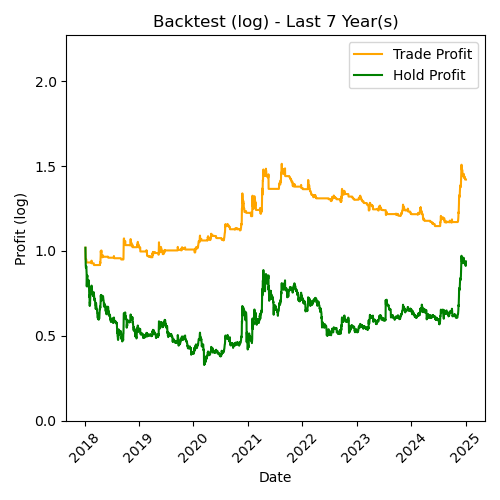 Backtest (log) - Last 7 Year(s)
Trade Profit
Hold Profit
Profit (log)
2.0
1.5
1.0
0.5
0.0
2018 2019 2020 2021 2022 2023 2024 2025
Date